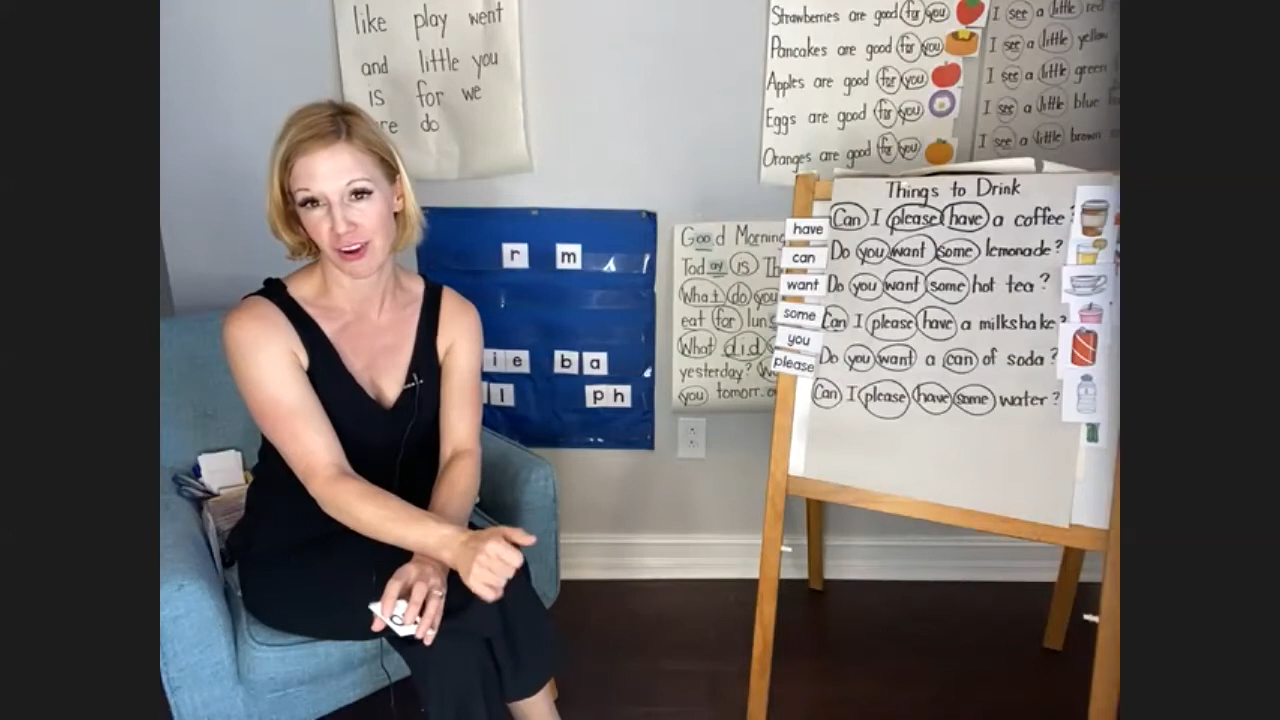 like play went
and little you
is for we
do
Strawberries are good for you
Pancakes are good for you
Apples are good for you
Eggs are good for you
Oranges are good for you
I see a little red
I see a little yellow
I see a little green
I see a little blue
I see a little brown
r m
ie ba
l ph
Good Morning
Today is
What do you
eat for
What did
yesterday?
you
have
can
want
some
you
please
Things to Drink
Can I please have a coffee?
Do you want some lemonade?
Do you want some hot tea?
Can I please have a milkshake?
Do you want a can of soda?
Can I please have some water?